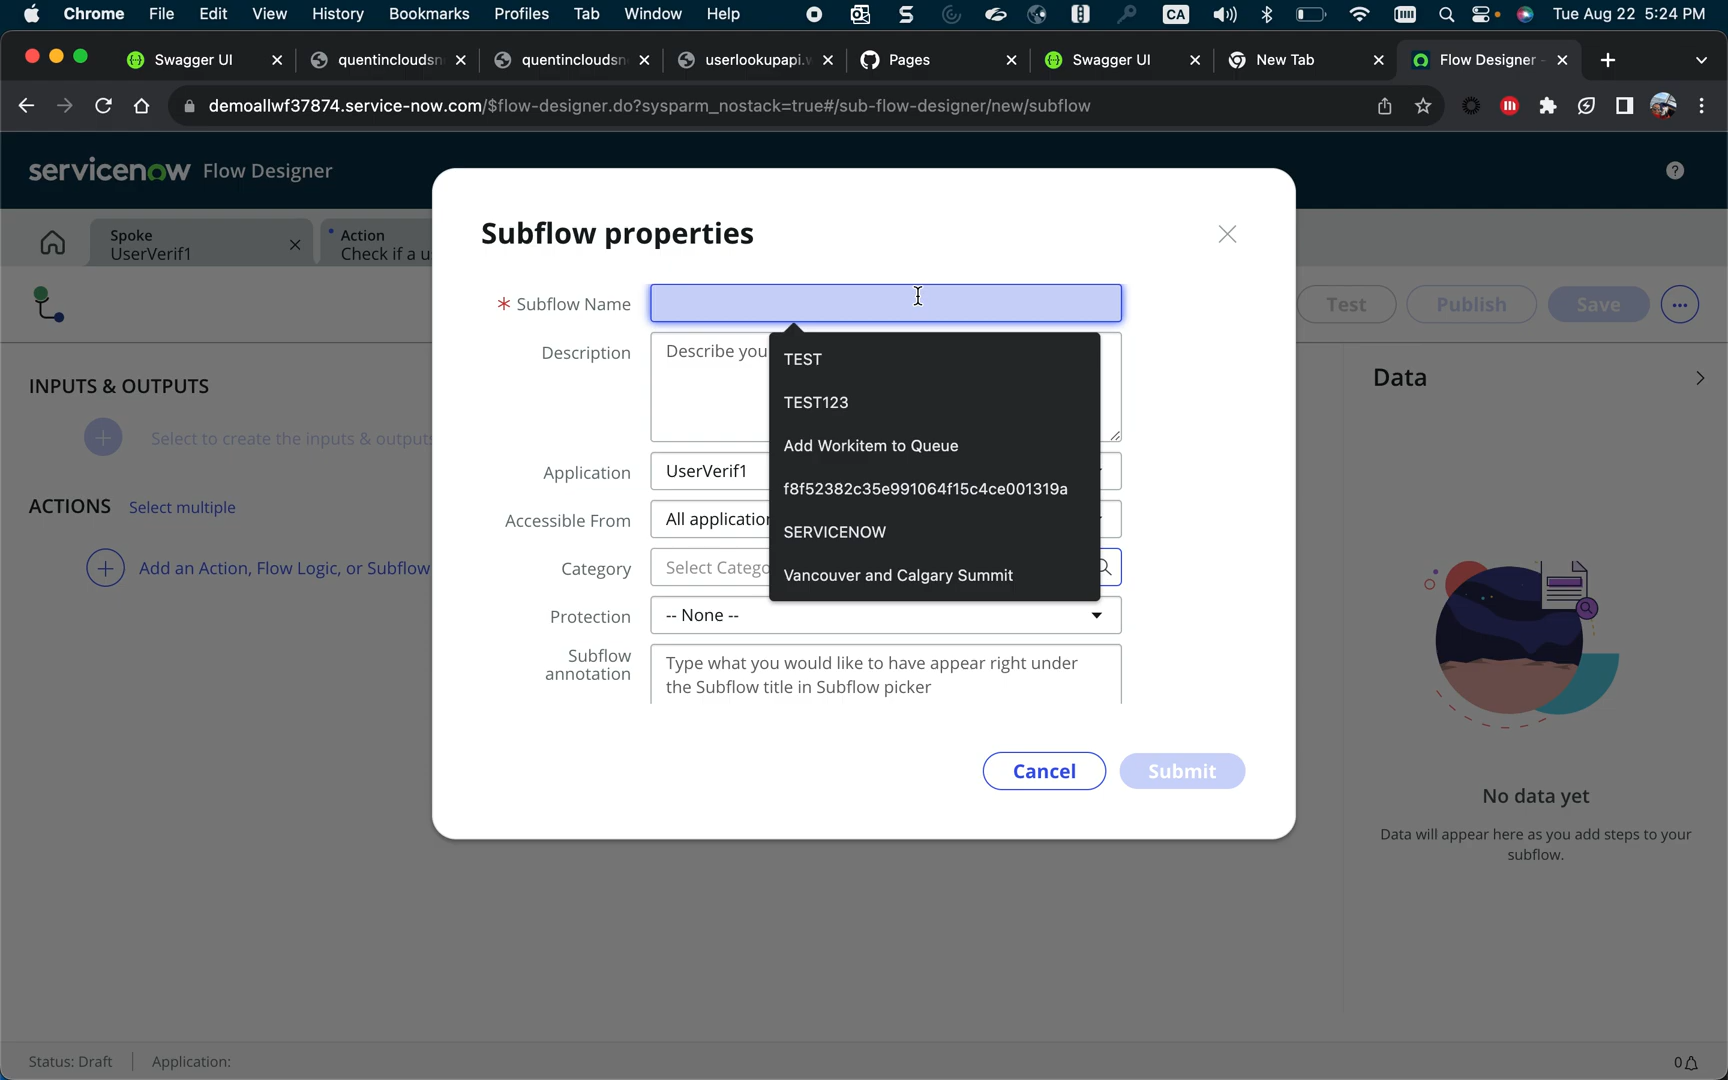 Chrome File Edit View History Bookmarks Profiles Tab Window Help CA Tue Aug 22 5:24 PM
Swagger UI quentincloudsn quentincloudsn userlookupapi.w Pages Swagger UI New Tab Flow Designer -
demoallwf37874.service-now.com/$flow-designer.do?sysparm_nostack=true#/sub-flow-designer/new/subflow
servicenow Flow Designer
Spoke
UserVerif1
Action
Check if a u
Test Publish Save
INPUTS & OUTPUTS
Select to create the inputs & outputs
ACTIONS Select multiple
Add an Action, Flow Logic, or Subflow
Subflow properties
* Subflow Name
Description Describe you
TEST
TEST123
Add Workitem to Queue
f8f52382c35e991064f15c4ce001319a
SERVICENOW
Vancouver and Calgary Summit
Application UserVerif1
Accessible From All application
Category Select Catego
Protection -- None --
Subflow
annotation
Type what you would like to have appear right under
the Subflow title in Subflow picker
Cancel Submit
Data
No data yet
Data will appear here as you add steps to your
subflow.
Status: Draft Application: 0